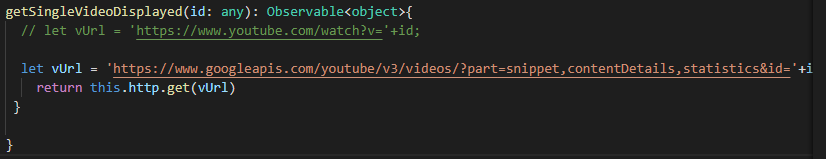 getSingleVideoDisplayed(id: any): Observable<object>{
// let vUrl = 'https://www.youtube.com/watch?v='+id;
let vUrl = 'https://www.googleapis.com/youtube/v3/videos/?part=snippet,contentDetails,statistics&id='+i
return this.http.get(vUrl)
}
}